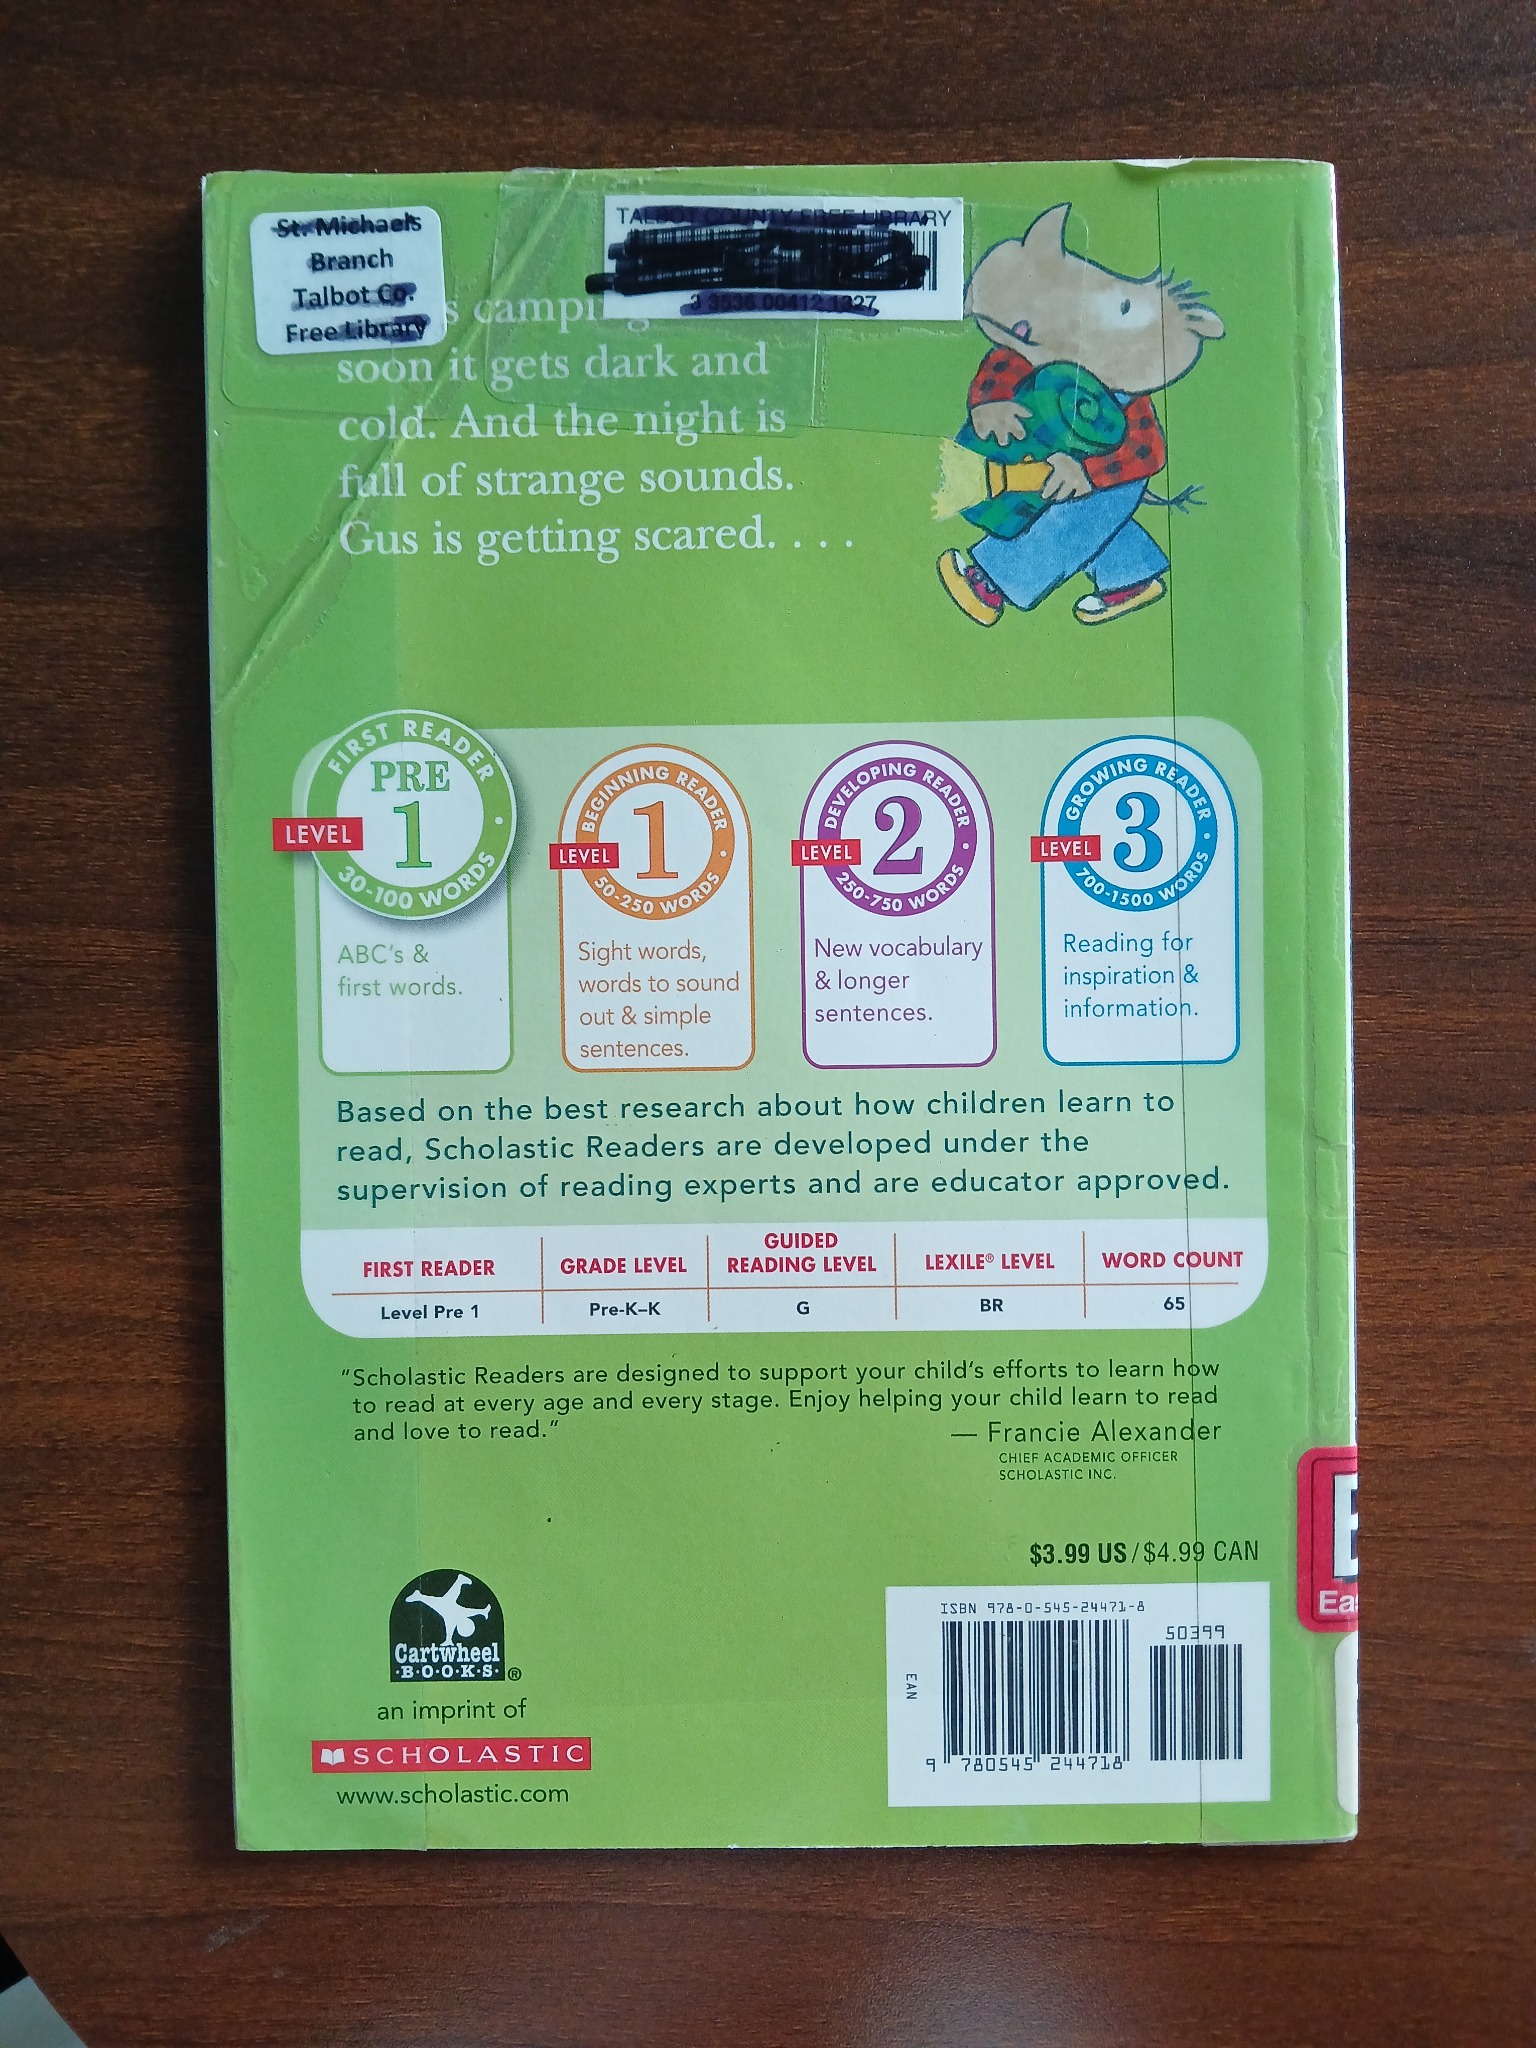 St. Michaels
Branch
Talbot Co.
Free Library
TALBOT COUNTY FREE LIBRARY
3 3536 00412 1327
camping
soon it gets dark and
cold. And the night is
full of strange sounds.
Gus is getting scared. . . .
FIRST READER
PRE
LEVEL 1
30-100 WORDS
ABC's &
first words.
BEGINNING READER
LEVEL 1
50-250 WORDS
Sight words,
words to sound
out & simple
sentences.
DEVELOPING READER
LEVEL 2
250-750 WORDS
New vocabulary
& longer
sentences.
GROWING READER
LEVEL 3
700-1500 WORDS
Reading for
inspiration &
information.
Based on the best research about how children learn to
read, Scholastic Readers are developed under the
supervision of reading experts and are educator approved.
FIRST READER GRADE LEVEL GUIDED READING LEVEL LEXILE® LEVEL WORD COUNT
Level Pre 1 Pre-K–K G BR 65
"Scholastic Readers are designed to support your child's efforts to learn how
to read at every age and every stage. Enjoy helping your child learn to read
and love to read."
— Francie Alexander
CHIEF ACADEMIC OFFICER
SCHOLASTIC INC.
$3.99 US / $4.99 CAN
Cartwheel
·B·O·O·K·S· ®
an imprint of
SCHOLASTIC
www.scholastic.com
ISBN 978-0-545-24471-8
50399
EAN
9 780545 244718